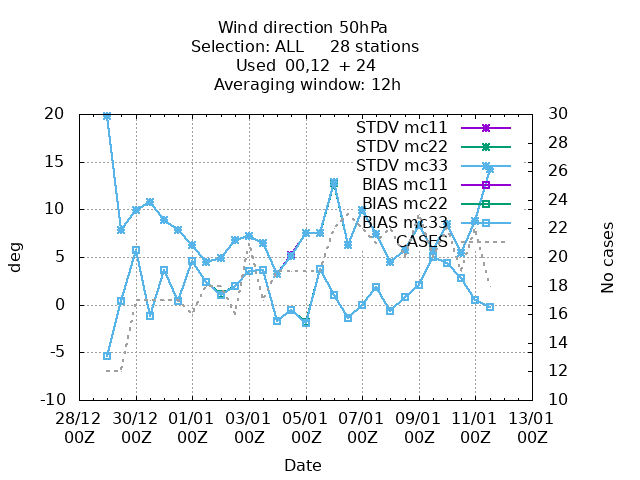 Wind direction 50hPa
Selection: ALL 28 stations
Used 00,12 + 24
Averaging window: 12h
20
15
10
5
0
-5
-10
deg
30
28
26
24
22
20
18
16
14
12
10
No cases
STDV mc11
STDV mc22
STDV mc33
BIAS mc11
BIAS mc22
BIAS mc33
CASES
28/12 30/12 01/01 03/01 05/01 07/01 09/01 11/01 13/01
00Z 00Z 00Z 00Z 00Z 00Z 00Z 00Z 00Z
Date